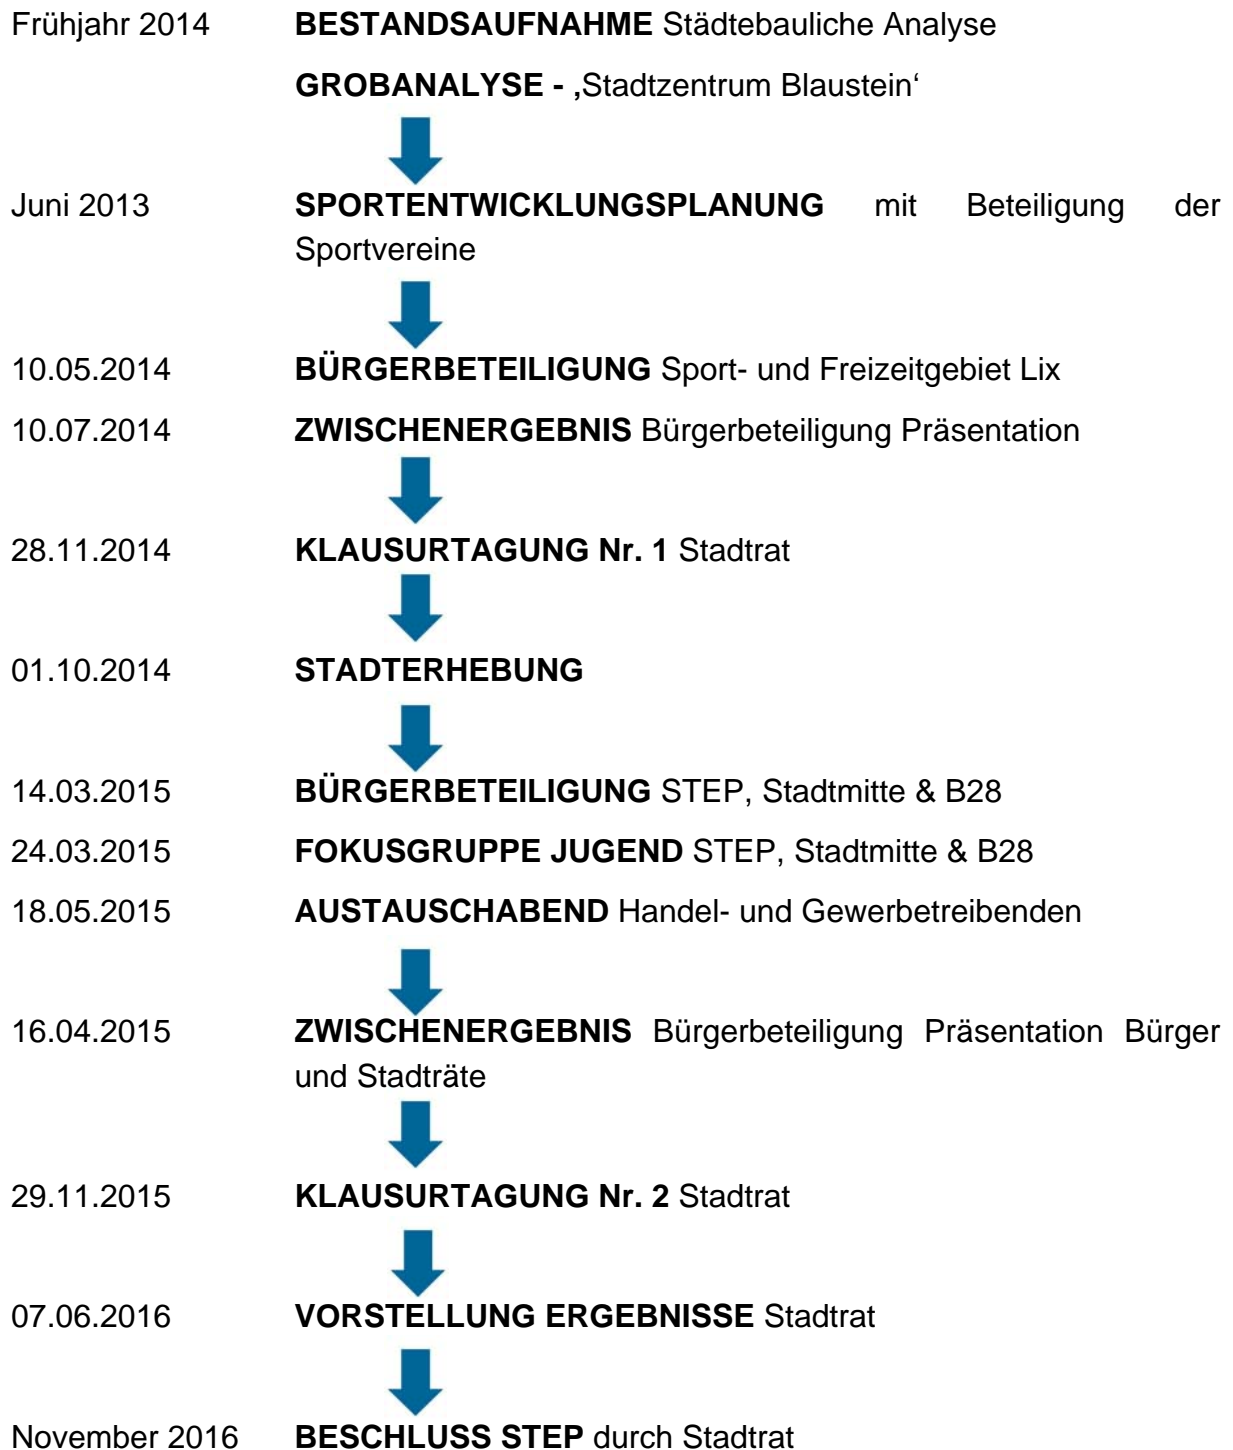 Frühjahr 2014 BESTANDSAUFNAHME Städtebauliche Analyse
GROBANALYSE - ‚Stadtzentrum Blaustein‘
Juni 2013 SPORTENTWICKLUNGSPLANUNG mit Beteiligung der
Sportvereine
10.05.2014 BÜRGERBETEILIGUNG Sport- und Freizeitgebiet Lix
10.07.2014 ZWISCHENERGEBNIS Bürgerbeteiligung Präsentation
28.11.2014 KLAUSURTAGUNG Nr. 1 Stadtrat
01.10.2014 STADTERHEBUNG
14.03.2015 BÜRGERBETEILIGUNG STEP, Stadtmitte & B28
24.03.2015 FOKUSGRUPPE JUGEND STEP, Stadtmitte & B28
18.05.2015 AUSTAUSCHABEND Handel- und Gewerbetreibenden
16.04.2015 ZWISCHENERGEBNIS Bürgerbeteiligung Präsentation Bürger
und Stadträte
29.11.2015 KLAUSURTAGUNG Nr. 2 Stadtrat
07.06.2016 VORSTELLUNG ERGEBNISSE Stadtrat
November 2016 BESCHLUSS STEP durch Stadtrat